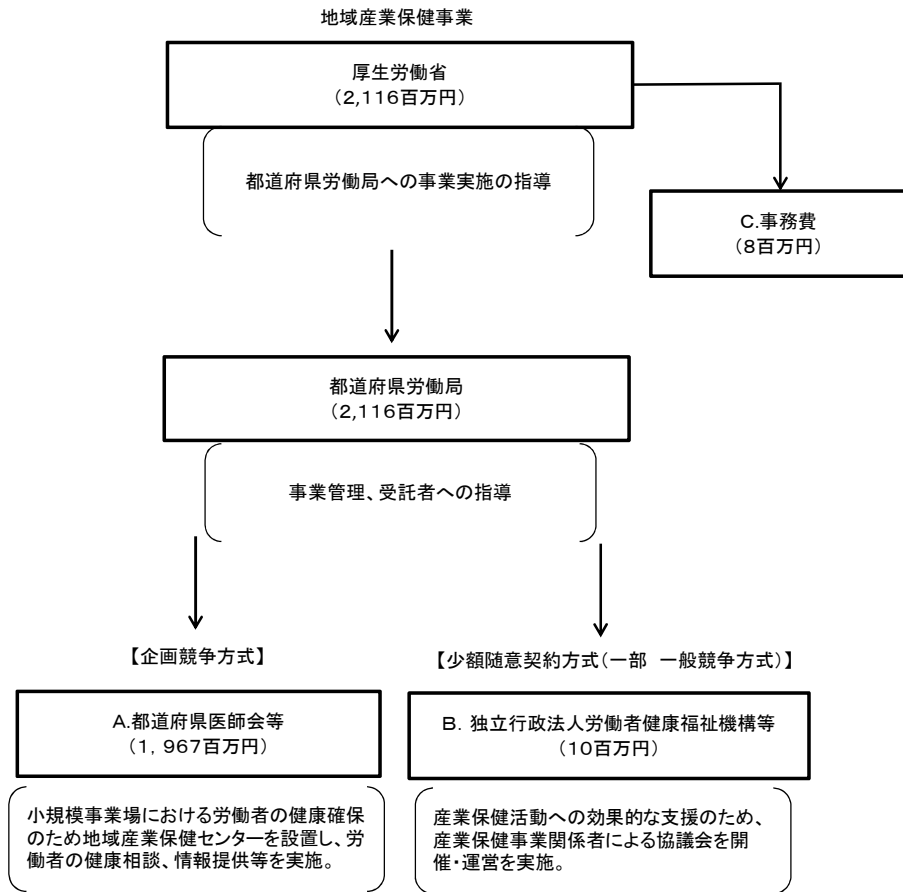 地域産業保健事業
厚生労働省
（2,116百万円）
都道府県労働局への事業実施の指導
C.事務費
（8百万円）
都道府県労働局
（2,116百万円）
事業管理、受託者への指導
【企画競争方式】
【少額随意契約方式（一部　一般競争方式）】
A.都道府県医師会等
（1，967百万円）
B．独立行政法人労働者健康福祉機構等
（10百万円）
小規模事業場における労働者の健康確保
のため地域産業保健センターを設置し、労
働者の健康相談、情報提供等を実施。
産業保健活動への効果的な支援のため、
産業保健事業関係者による協議会を開
催・運営を実施。